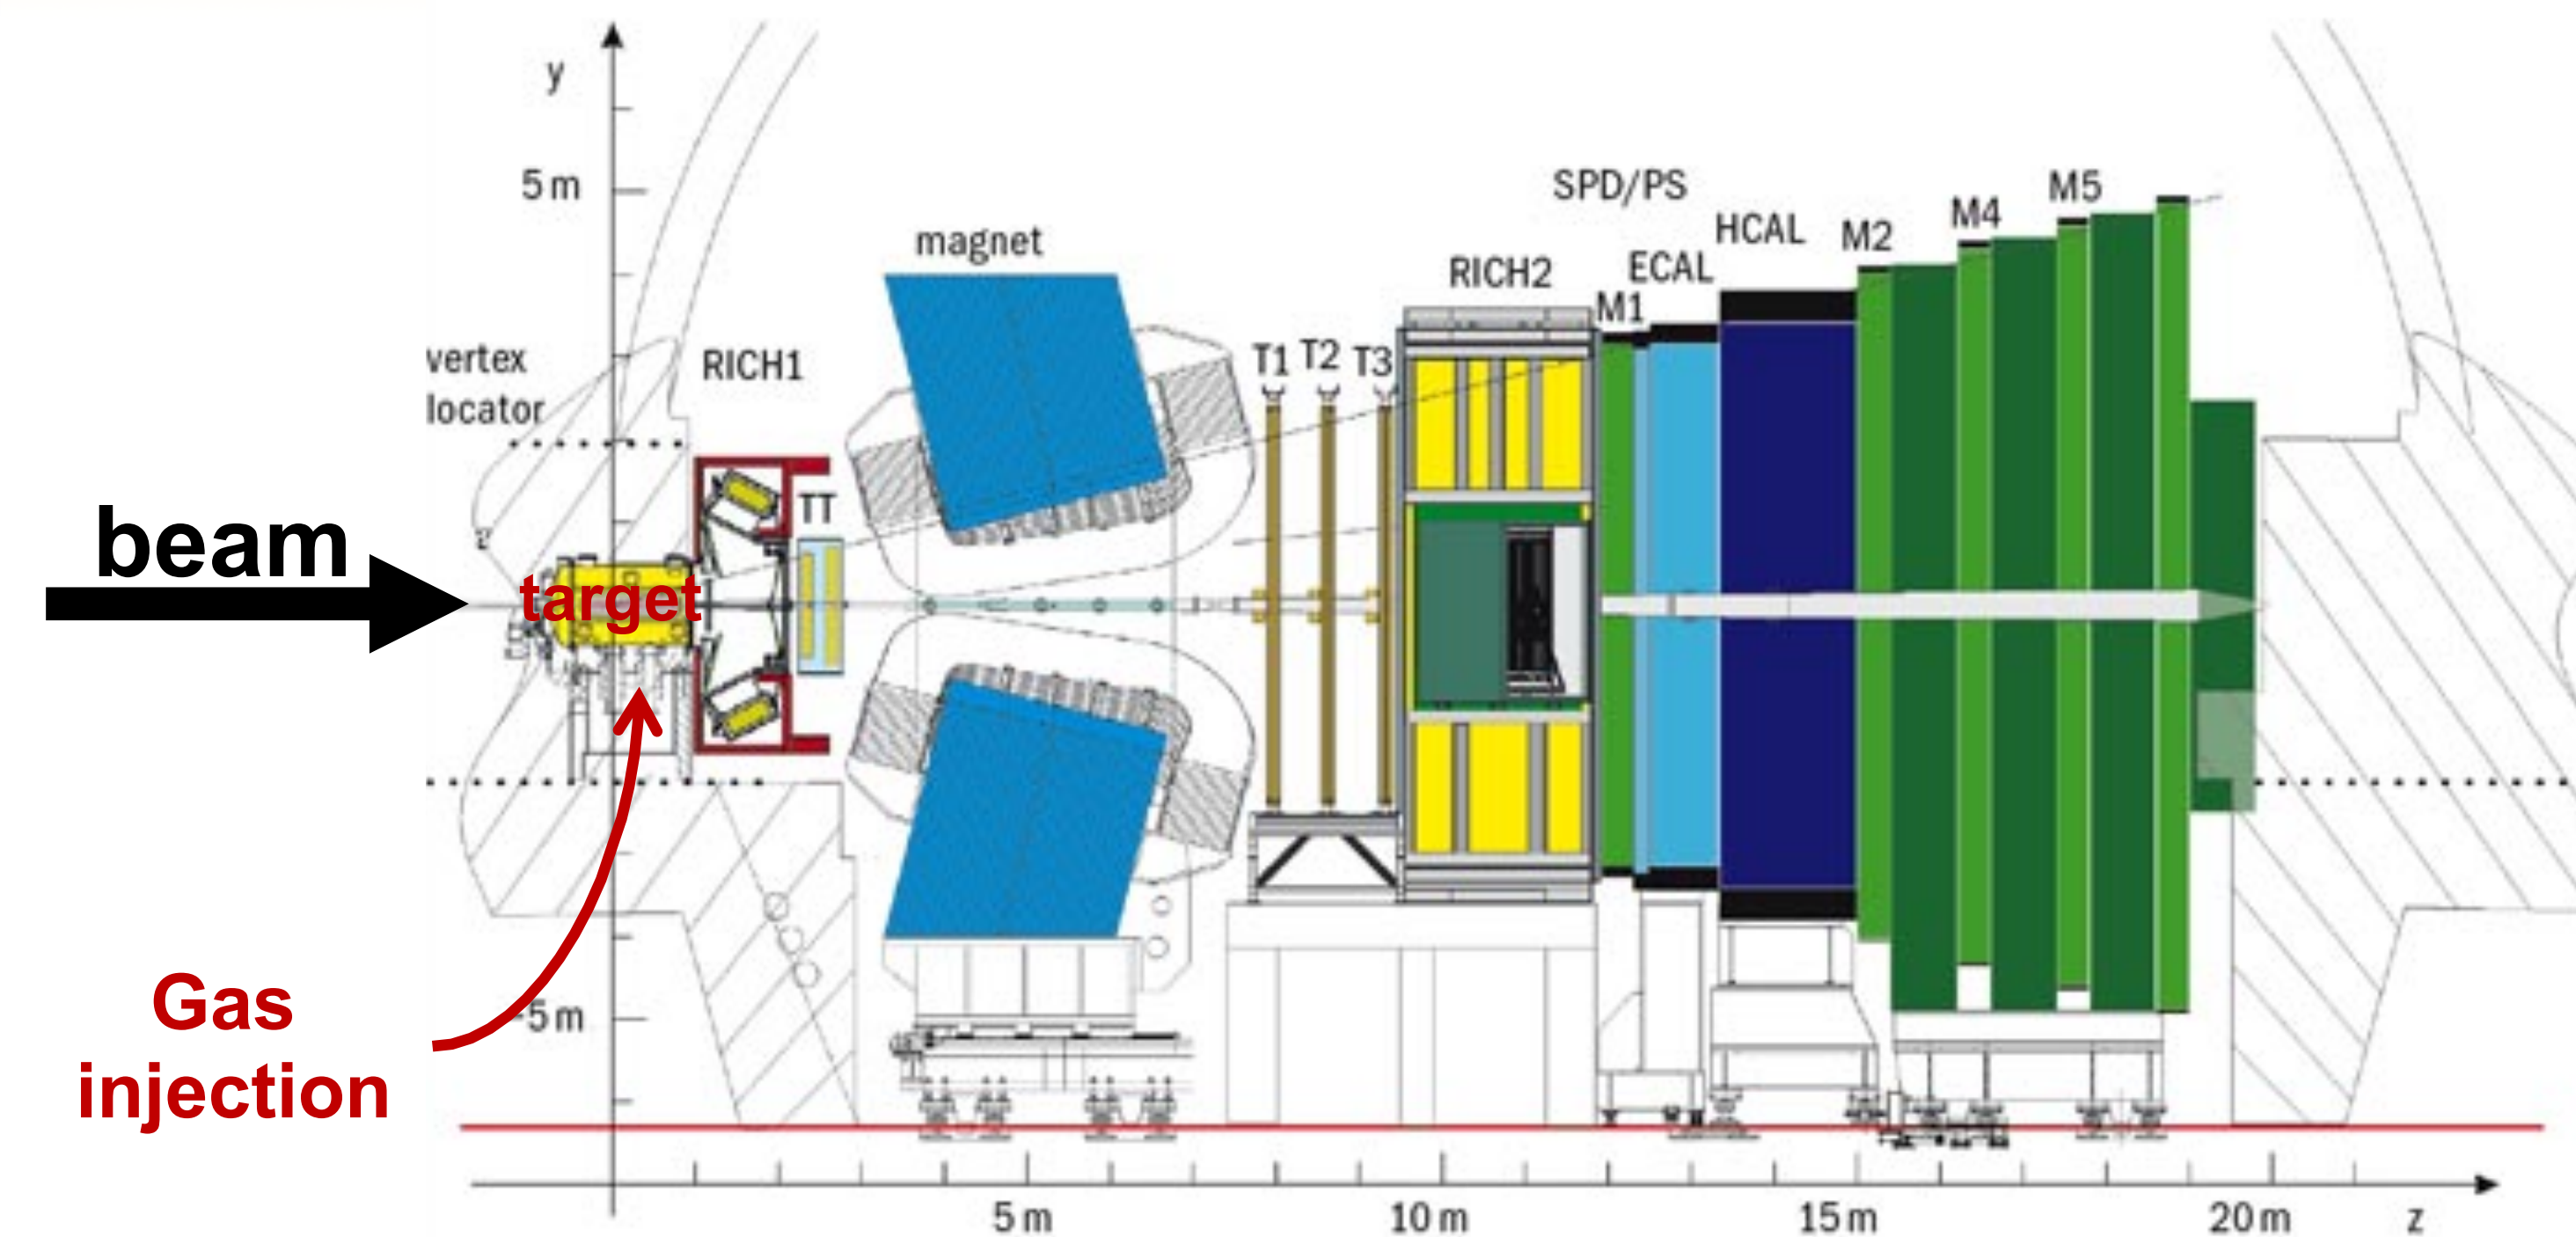 y
5 m
SPD/PS
M5
M4
HCAL
M2
magnet
ECAL
RICH2
M1
vertex
locator
RICH1
T1 T2 T3
TT
beam
target
Gas
injection
-5 m
5 m
10 m
15 m
20 m
z